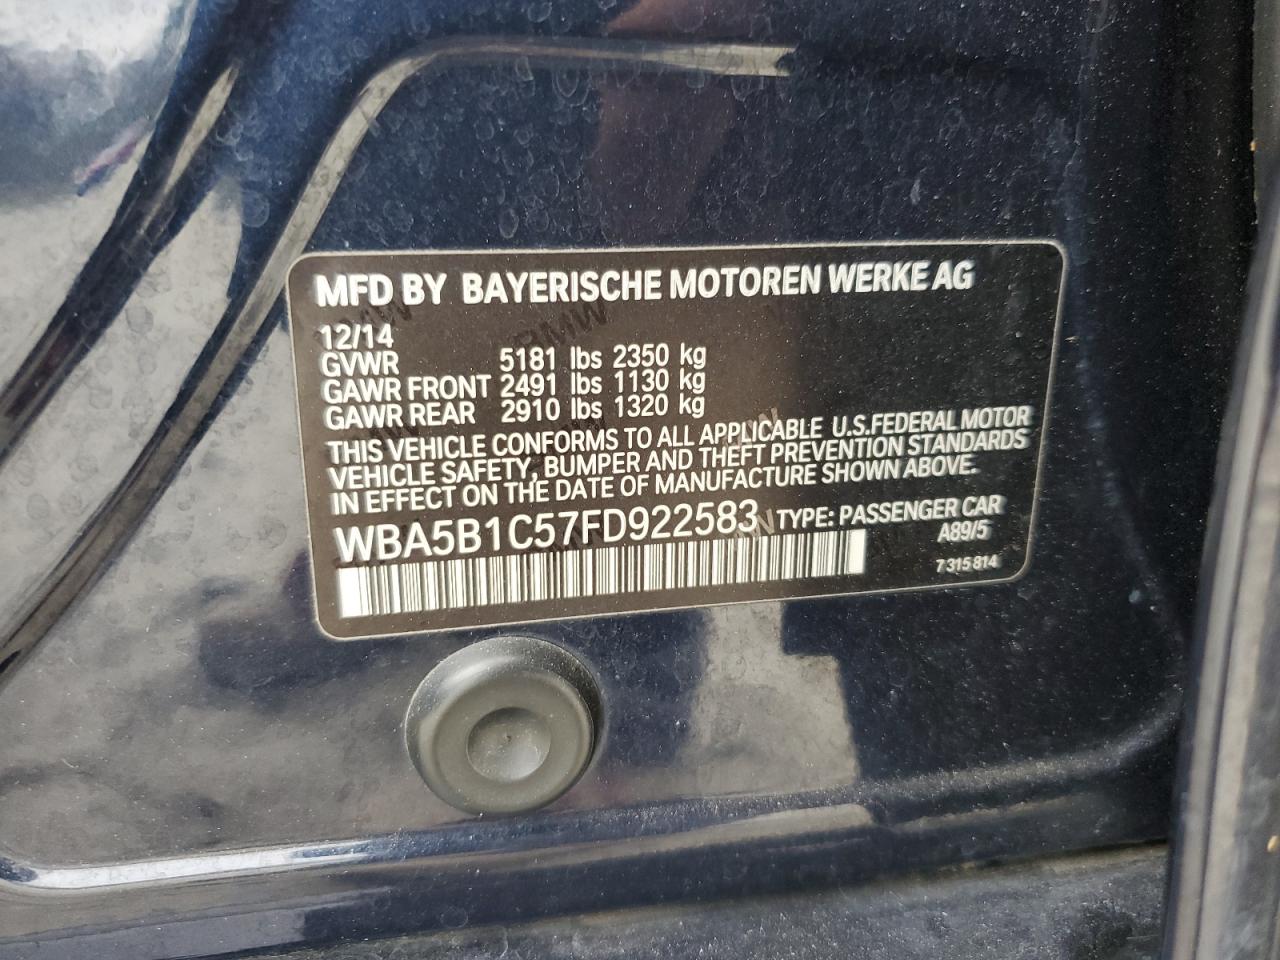 MFD BY BAYERISCHE MOTOREN WERKE AG
12/14
GVWR 5181 lbs 2350 kg
GAWR FRONT 2491 lbs 1130 kg
GAWR REAR 2910 lbs 1320 kg
THIS VEHICLE CONFORMS TO ALL APPLICABLE U.S.FEDERAL MOTOR
VEHICLE SAFETY, BUMPER AND THEFT PREVENTION STANDARDS
IN EFFECT ON THE DATE OF MANUFACTURE SHOWN ABOVE.
WBA5B1C57FD922583 TYPE: PASSENGER CAR
A89/5
7 315 814